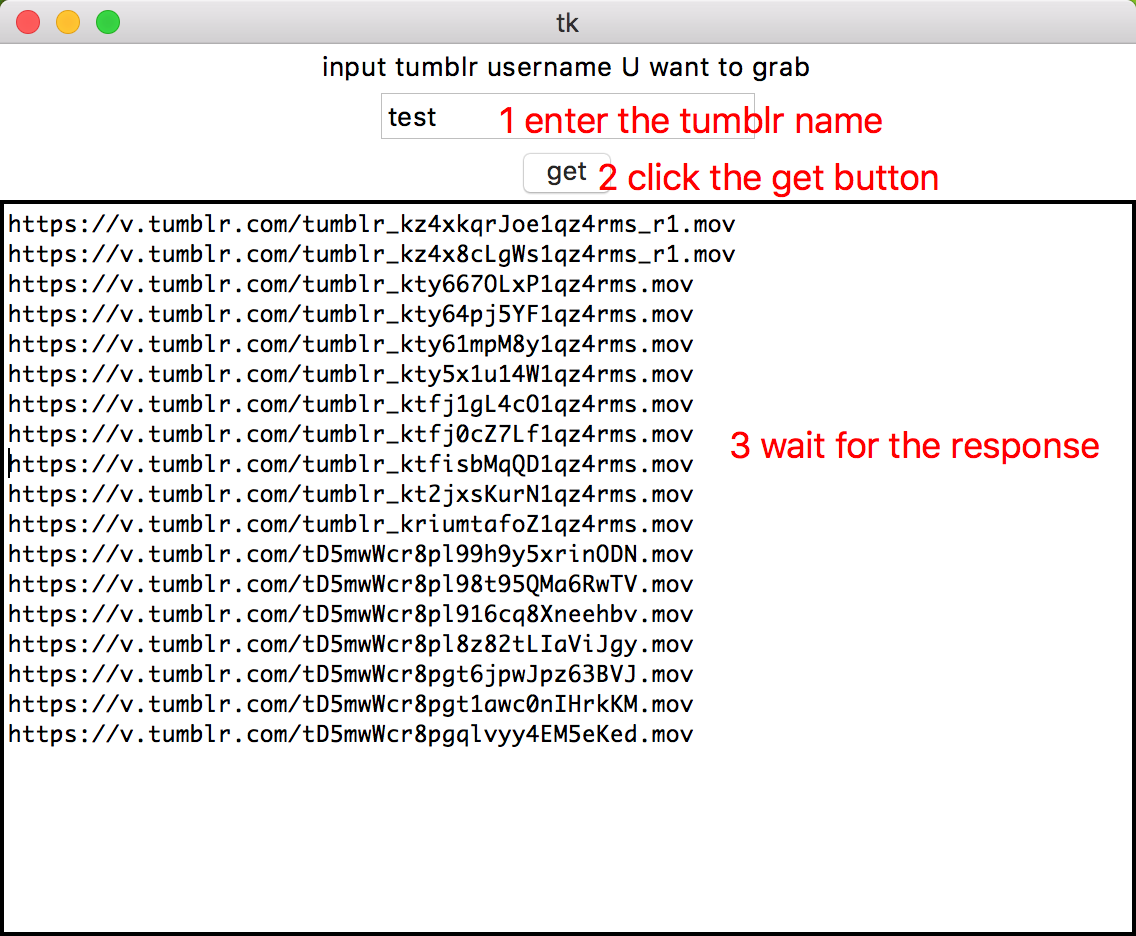 tk
input tumblr username U want to grab
test 1 enter the tumblr name
get 2 click the get button
https://v.tumblr.com/tumblr_kz4xkqrJoe1qz4rms_r1.mov
https://v.tumblr.com/tumblr_kz4x8cLgWs1qz4rms_r1.mov
https://v.tumblr.com/tumblr_kty667OLxP1qz4rms.mov
https://v.tumblr.com/tumblr_kty64pj5YF1qz4rms.mov
https://v.tumblr.com/tumblr_kty61mpM8y1qz4rms.mov
https://v.tumblr.com/tumblr_kty5x1u14W1qz4rms.mov
https://v.tumblr.com/tumblr_ktfj1gL4cO1qz4rms.mov
https://v.tumblr.com/tumblr_ktfj0cZ7Lf1qz4rms.mov
3 wait for the response
https://v.tumblr.com/tumblr_ktfisbMqQD1qz4rms.mov
https://v.tumblr.com/tumblr_kt2jxsKurN1qz4rms.mov
https://v.tumblr.com/tumblr_kriumtafoZ1qz4rms.mov
https://v.tumblr.com/tD5mwWcr8pl99h9y5xrinODN.mov
https://v.tumblr.com/tD5mwWcr8pl98t95QMa6RwTV.mov
https://v.tumblr.com/tD5mwWcr8pl916cq8Xneehbv.mov
https://v.tumblr.com/tD5mwWcr8pl8z82tLIaViJgy.mov
https://v.tumblr.com/tD5mwWcr8pgt6jpwJpz63BVJ.mov
https://v.tumblr.com/tD5mwWcr8pgt1awc0nIHrkKM.mov
https://v.tumblr.com/tD5mwWcr8pgqlvyy4EM5eKed.mov